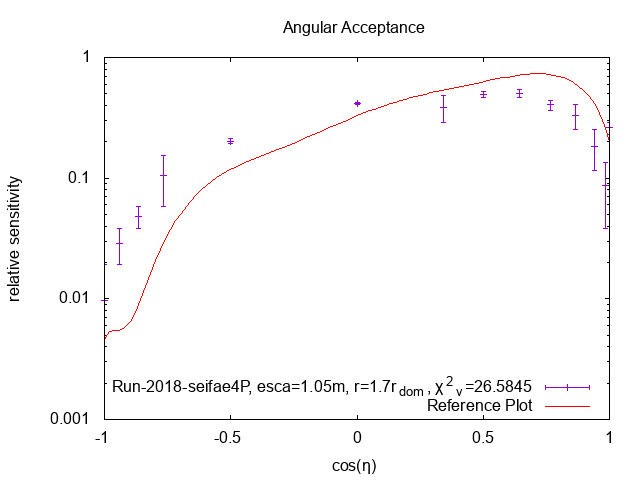 Angular Acceptance
relative sensitivity
1
0.1
0.01
0.001
Run-2018-seifae4P, esca=1.05m, r=1.7r_dom, χ²_ν=26.5845
Reference Plot
-1 -0.5 0 0.5 1
cos(η)